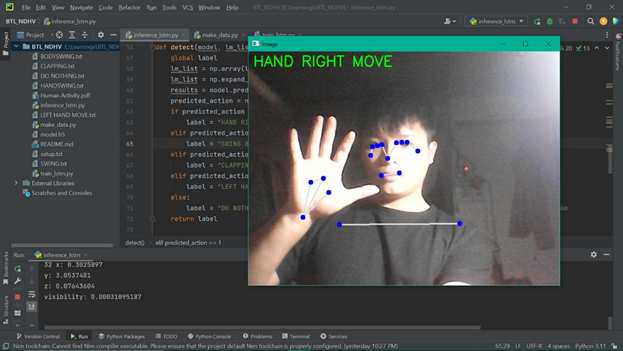 File Edit View Navigate Code Refactor Run Tools VCS Window Help
BTL_NDHV - inference_lstm.py
BTL_NDHV inference_lstm.py
inference_lstm
Project
inference_lstm.py
make_data.py
train_lstm.py
BTL_NDHV
BODYSWING.txt
CLAPPING.txt
DO NOTHING.txt
HANDSWING.txt
Human Activity.pdf
inference_lstm.py
LEFT HAND MOVE.txt
make_data.py
model.h5
README.md
setup.txt
SWING.txt
train_lstm.py
External Libraries
Scratches and Consoles
56 def detect(model, lm_lis
57 global label
58 lm_list = np.array(l
59 lm_list = np.expand_
60 results = model.pred
61 predicted_action = n
62 if predicted_action
63 label = "HAND RI
64 elif predicted_actio
65 label = "SWING B
66 elif predicted_actio
67 label = "CLAPPIN
68 elif predicted_actio
69 label = "LEFT HA
70 else:
71 label = "DO NOTH
72 return label
detect() elif predicted_action == 1
Image
HAND RIGHT MOVE
Run: inference_lstm
32 x: 0.3025897
y: 3.0537481
z: 0.07643604
visibility: 0.00031095187
Bookmarks
Structure
Notifications
Version Control Run Python Packages TODO Python Console Problems Terminal Services
Nim toolchain: Cannot find Nim compiler executable. Please ensure that the project default Nim toolchain is properly configured. (yesterday 10:27 PM)
65:29 LF UTF-8 4 spaces Python 3.11